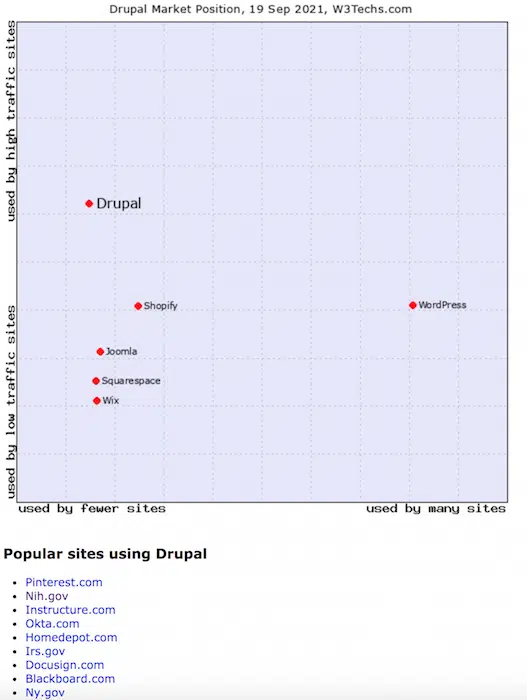 Drupal Market Position, 19 Sep 2021, W3Techs.com
used by high traffic sites
Drupal
Shopify
WordPress
Joomla
Squarespace
Wix
used by low traffic sites
used by fewer sites
used by many sites
Popular sites using Drupal
Pinterest.com
Nih.gov
Instructure.com
Okta.com
Homedepot.com
Irs.gov
Docusign.com
Blackboard.com
Ny.gov